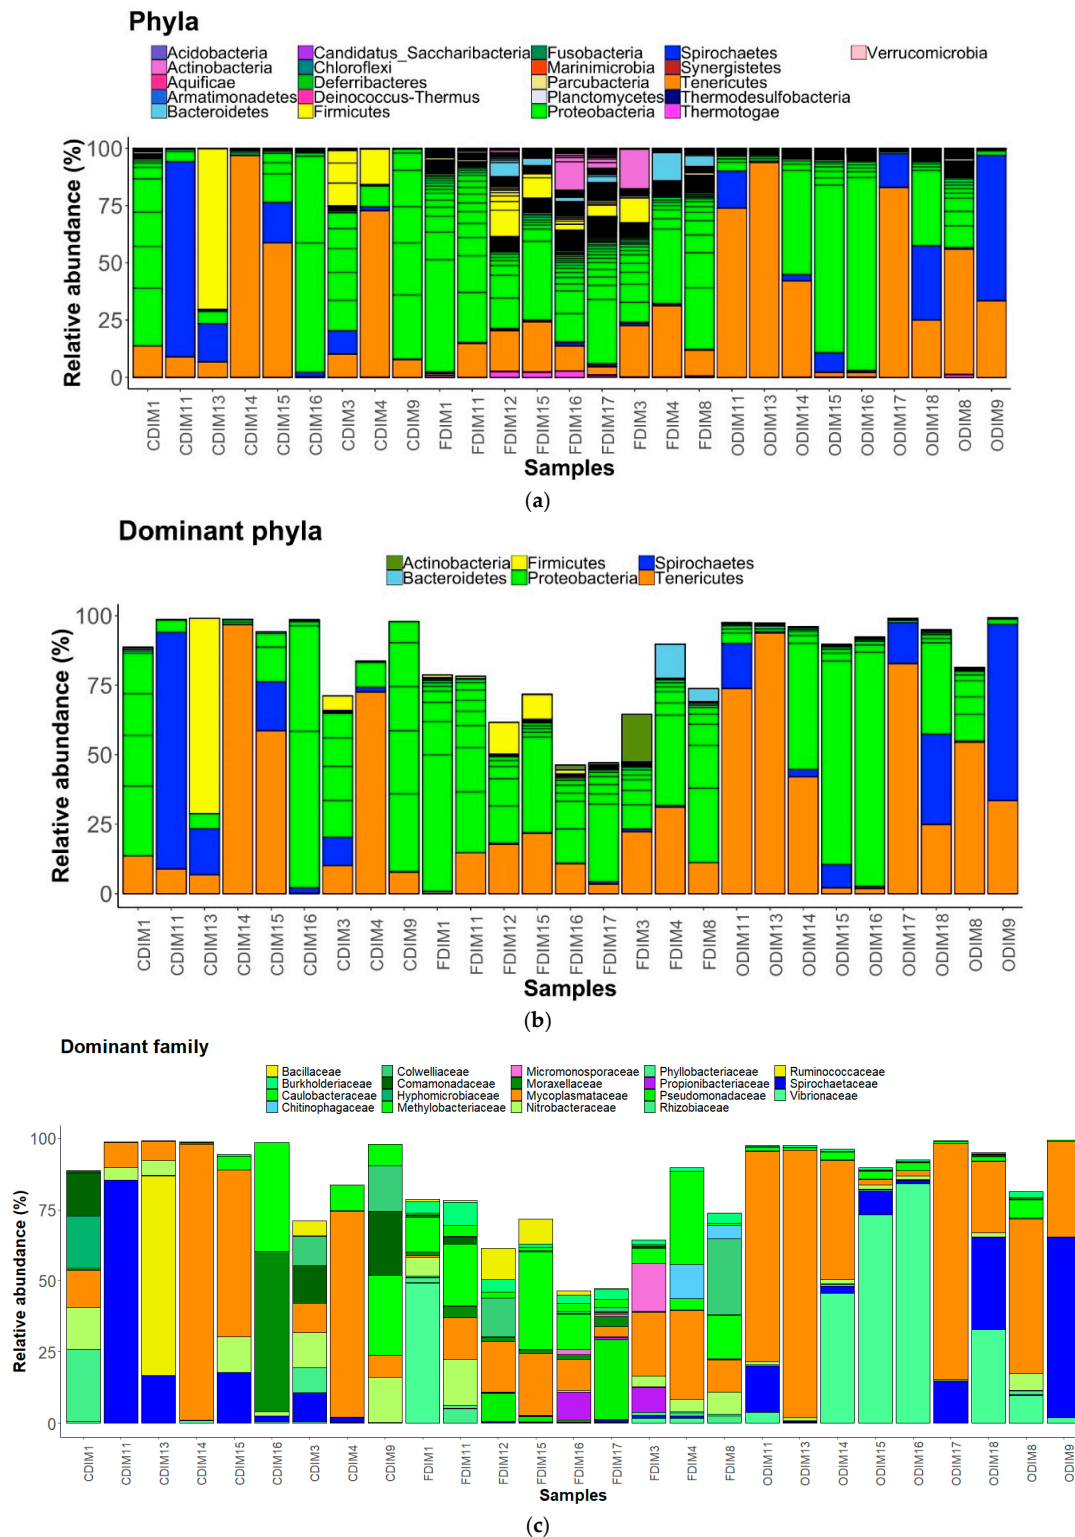 Phyla
Acidobacteria Candidatus_Saccharibacteria Fusobacteria Spirochaetes Verrucomicrobia
Actinobacteria Chloroflexi Marinimicrobia Synergistetes
Aquificae Deferribacteres Parcubacteria Tenericutes
Armatimonadetes Deinococcus-Thermus Planctomycetes Thermodesulfobacteria
Bacteroidetes Firmicutes Proteobacteria Thermotogae
Relative abundance (%)
100
75
50
25
0
CDIM1 CDIM11 CDIM13 CDIM14 CDIM15 CDIM16 CDIM3 CDIM4 CDIM9 FDIM1 FDIM11 FDIM12 FDIM15 FDIM16 FDIM17 FDIM3 FDIM4 FDIM8 ODIM11 ODIM13 ODIM14 ODIM15 ODIM16 ODIM17 ODIM18 ODIM8 ODIM9
Samples
(a)
Dominant phyla
Actinobacteria Firmicutes Spirochaetes
Bacteroidetes Proteobacteria Tenericutes
Relative abundance (%)
100
75
50
25
0
CDIM1 CDIM11 CDIM13 CDIM14 CDIM15 CDIM16 CDIM3 CDIM4 CDIM9 FDIM1 FDIM11 FDIM12 FDIM15 FDIM16 FDIM17 FDIM3 FDIM4 FDIM8 ODIM11 ODIM13 ODIM14 ODIM15 ODIM16 ODIM17 ODIM18 ODIM8 ODIM9
Samples
(b)
Dominant family
Bacillaceae Colwelliaceae Micromonosporaceae Phyllobacteriaceae Ruminococcaceae
Burkholderiaceae Comamonadaceae Moraxellaceae Propionibacteriaceae Spirochaetaceae
Caulobacteraceae Hyphomicrobiaceae Mycoplasmataceae Pseudomonadaceae Vibrionaceae
Chitinophagaceae Methylobacteriaceae Nitrobacteraceae Rhizobiaceae
Relative abundance (%)
100
75
50
25
0
CDIM1 CDIM11 CDIM13 CDIM14 CDIM15 CDIM16 CDIM3 CDIM4 CDIM9 FDIM1 FDIM11 FDIM12 FDIM15 FDIM16 FDIM17 FDIM3 FDIM4 FDIM8 ODIM11 ODIM13 ODIM14 ODIM15 ODIM16 ODIM17 ODIM18 ODIM8 ODIM9
Samples
(c)